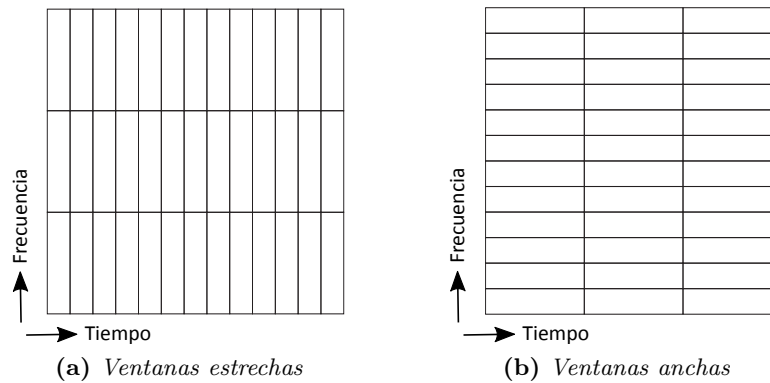 Frecuencia
Tiempo
(a) Ventanas estrechas
Frecuencia
Tiempo
(b) Ventanas anchas